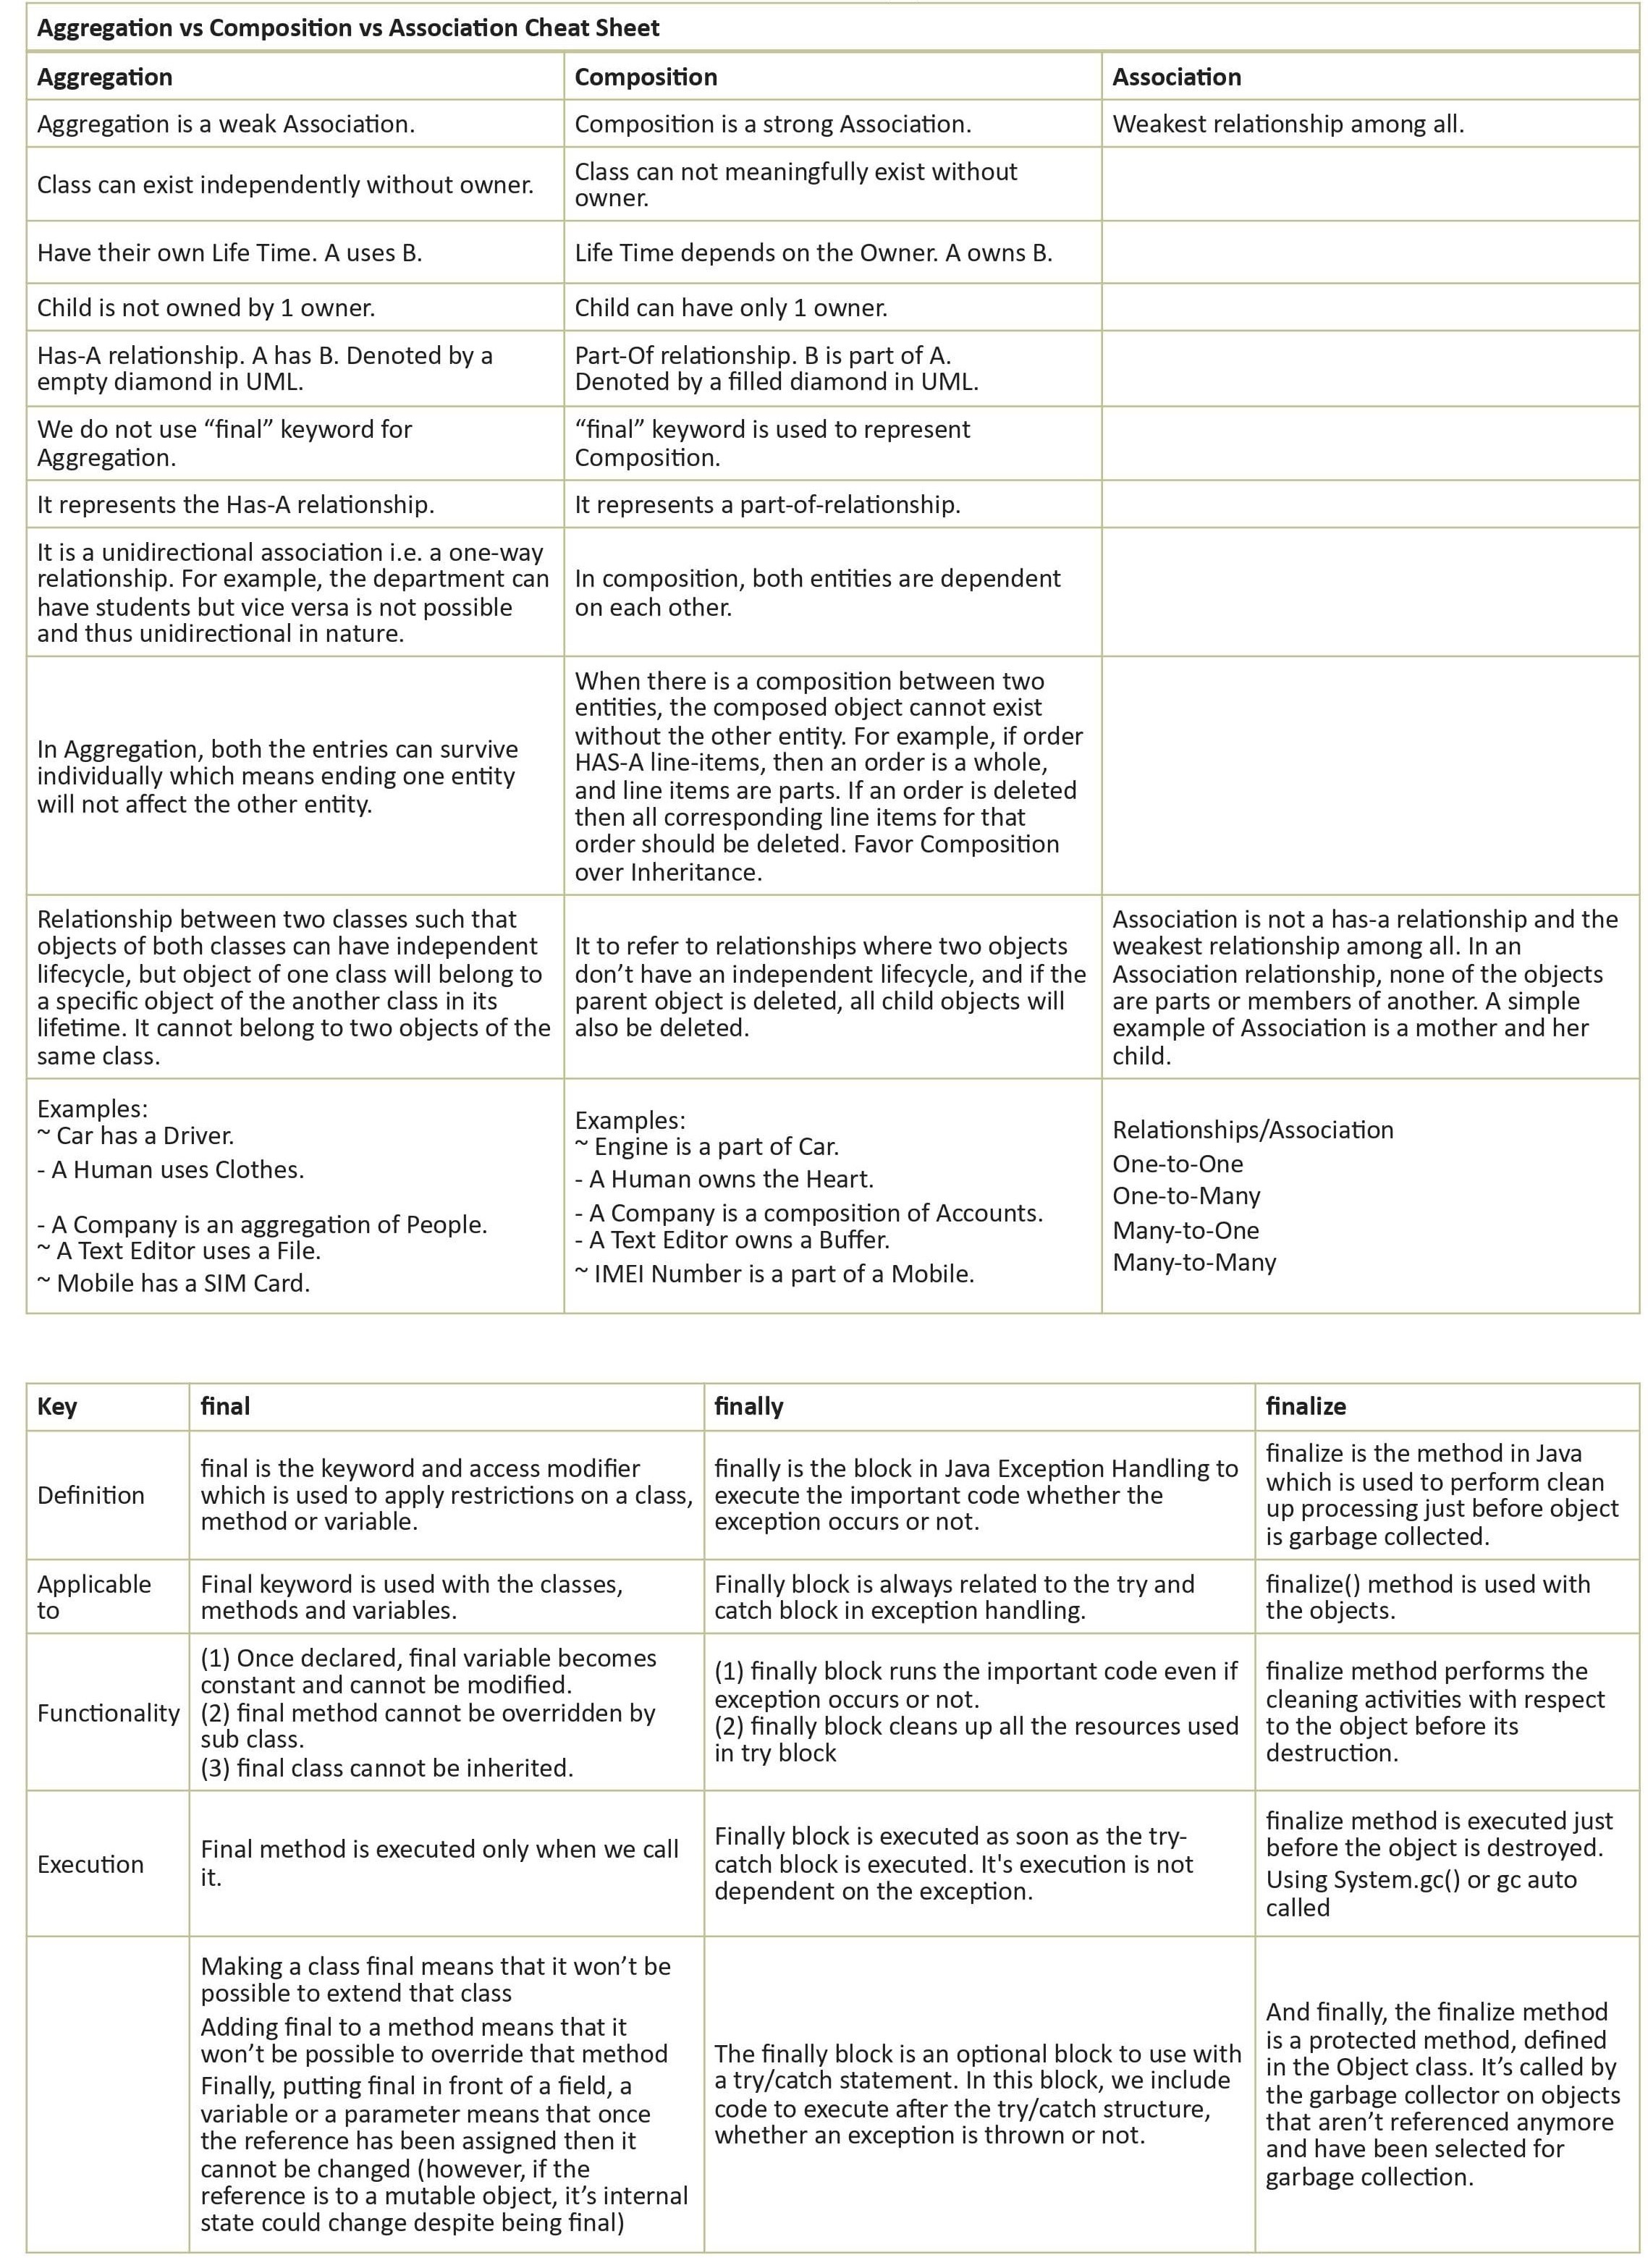 Aggregation vs Composition vs Association Cheat Sheet
Aggregation
Composition
Association
Aggregation is a weak Association.
Composition is a strong Association.
Weakest relationship among all.
Class can exist independently without owner.
Class can not meaningfully exist without
owner.
Have their own Life Time. A uses B.
Life Time depends on the Owner. A owns B.
Child is not owned by 1 owner.
Child can have only 1 owner.
Has-A relationship. A has B. Denoted by a
empty diamond in UML.
Part-Of relationship. B is part of A.
Denoted by a filled diamond in UML.
We do not use “final” keyword for
Aggregation.
“final” keyword is used to represent
Composition.
It represents the Has-A relationship.
It represents a part-of-relationship.
It is a unidirectional association i.e. a one-way
relationship. For example, the department can
have students but vice versa is not possible
and thus unidirectional in nature.
In composition, both entities are dependent
on each other.
In Aggregation, both the entries can survive
individually which means ending one entity
will not affect the other entity.
When there is a composition between two
entities, the composed object cannot exist
without the other entity. For example, if order
HAS-A line-items, then an order is a whole,
and line items are parts. If an order is deleted
then all corresponding line items for that
order should be deleted. Favor Composition
over Inheritance.
Relationship between two classes such that
objects of both classes can have independent
lifecycle, but object of one class will belong to
a specific object of the another class in its
lifetime. It cannot belong to two objects of the
same class.
It to refer to relationships where two objects
don’t have an independent lifecycle, and if the
parent object is deleted, all child objects will
also be deleted.
Association is not a has-a relationship and the
weakest relationship among all. In an
Association relationship, none of the objects
are parts or members of another. A simple
example of Association is a mother and her
child.
Examples:
~ Car has a Driver.
- A Human uses Clothes.
- A Company is an aggregation of People.
~ A Text Editor uses a File.
~ Mobile has a SIM Card.
Examples:
~ Engine is a part of Car.
- A Human owns the Heart.
- A Company is a composition of Accounts.
- A Text Editor owns a Buffer.
~ IMEI Number is a part of a Mobile.
Relationships/Association
One-to-One
One-to-Many
Many-to-One
Many-to-Many
Key
final
finally
finalize
Definition
final is the keyword and access modifier
which is used to apply restrictions on a class,
method or variable.
finally is the block in Java Exception Handling to
execute the important code whether the
exception occurs or not.
finalize is the method in Java
which is used to perform clean
up processing just before object
is garbage collected.
Applicable
to
Final keyword is used with the classes,
methods and variables.
Finally block is always related to the try and
catch block in exception handling.
finalize() method is used with
the objects.
Functionality
(1) Once declared, final variable becomes
constant and cannot be modified.
(2) final method cannot be overridden by
sub class.
(3) final class cannot be inherited.
(1) finally block runs the important code even if
exception occurs or not.
(2) finally block cleans up all the resources used
in try block
finalize method performs the
cleaning activities with respect
to the object before its
destruction.
Execution
Final method is executed only when we call
it.
Finally block is executed as soon as the try-
catch block is executed. It's execution is not
dependent on the exception.
finalize method is executed just
before the object is destroyed.
Using System.gc() or gc auto
called
Making a class final means that it won’t be
possible to extend that class
Adding final to a method means that it
won’t be possible to override that method
Finally, putting final in front of a field, a
variable or a parameter means that once
the reference has been assigned then it
cannot be changed (however, if the
reference is to a mutable object, it’s internal
state could change despite being final)
The finally block is an optional block to use with
a try/catch statement. In this block, we include
code to execute after the try/catch structure,
whether an exception is thrown or not.
And finally, the finalize method
is a protected method, defined
in the Object class. It’s called by
the garbage collector on objects
that aren’t referenced anymore
and have been selected for
garbage collection.